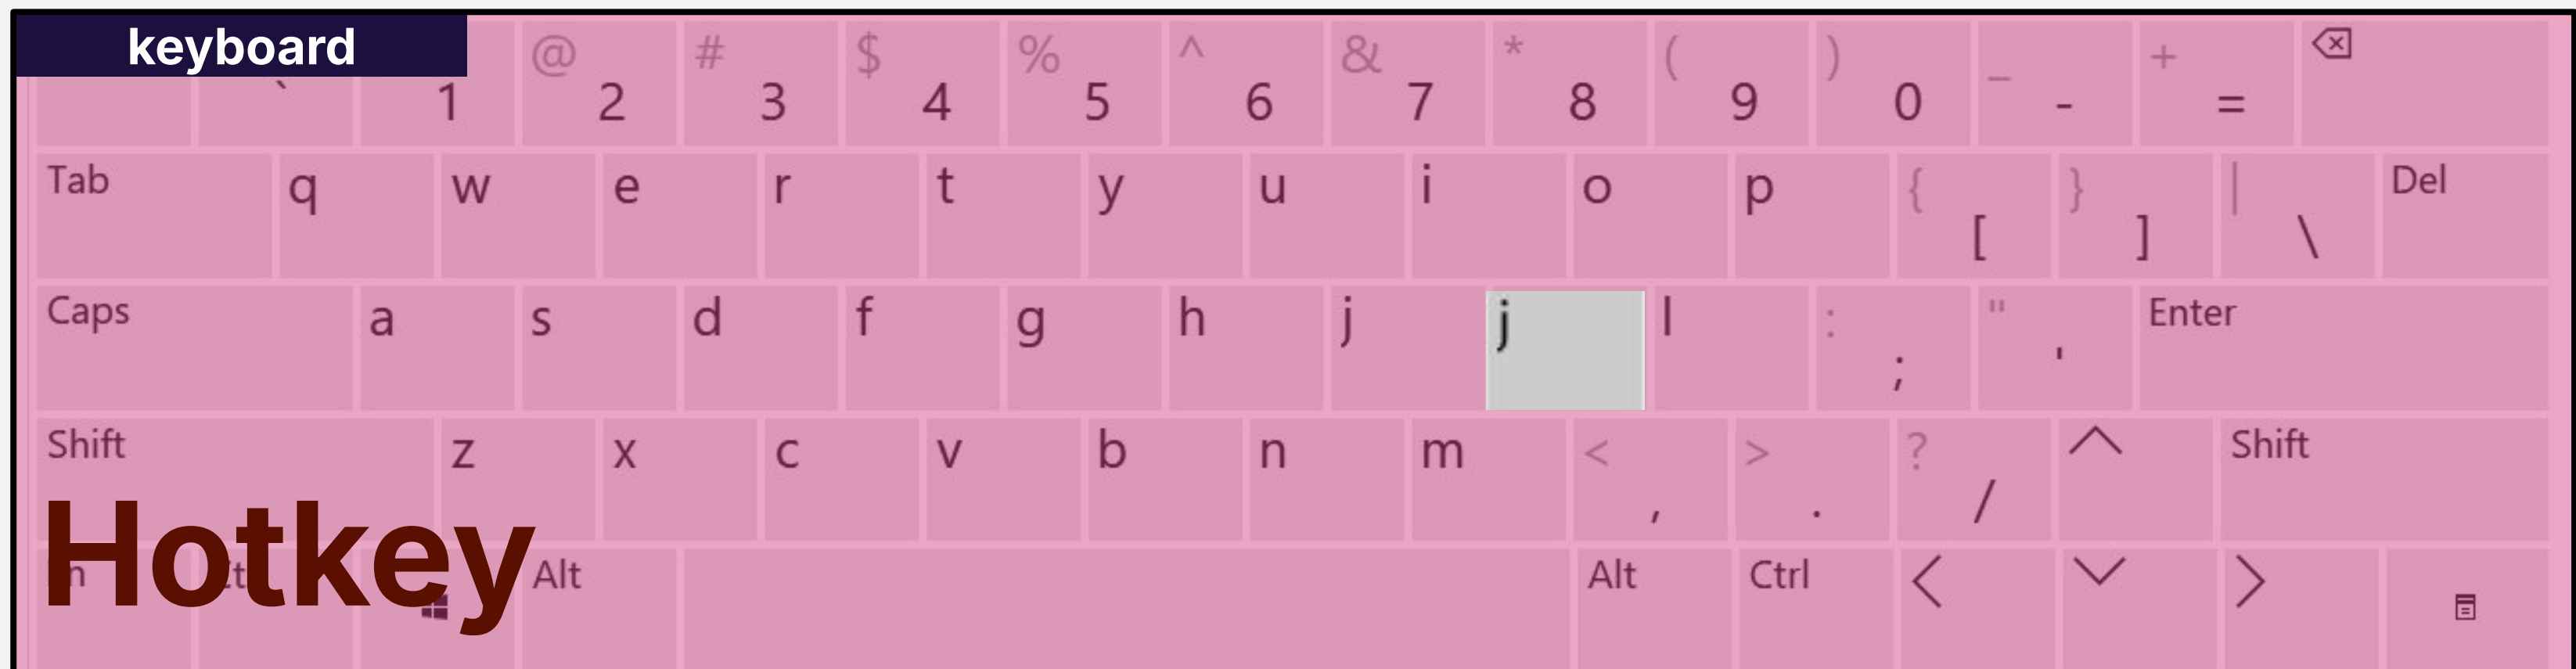 keyboard
` 1 @ 2 # 3 $ 4 % 5 ^ 6 & 7 * 8 ( 9 ) 0 _ - + =
Tab q w e r t y u i o p { [ } ] | \ Del
Caps a s d f g h j j l : ; " ' Enter
Shift z x c v b n m < , > . ? / Shift
Hotkey
Alt Alt Ctrl